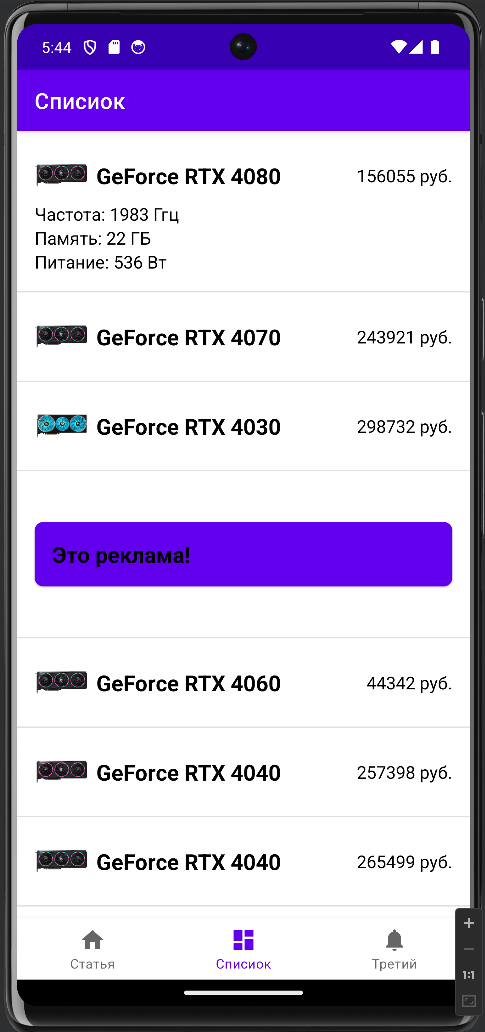 5:44
Списиок
GeForce RTX 4080 156055 руб.
Частота: 1983 Ггц
Память: 22 ГБ
Питание: 536 Вт
GeForce RTX 4070 243921 руб.
GeForce RTX 4030 298732 руб.
Это реклама!
GeForce RTX 4060 44342 руб.
GeForce RTX 4040 257398 руб.
GeForce RTX 4040 265499 руб.
Статья Списиок Третий
1:1